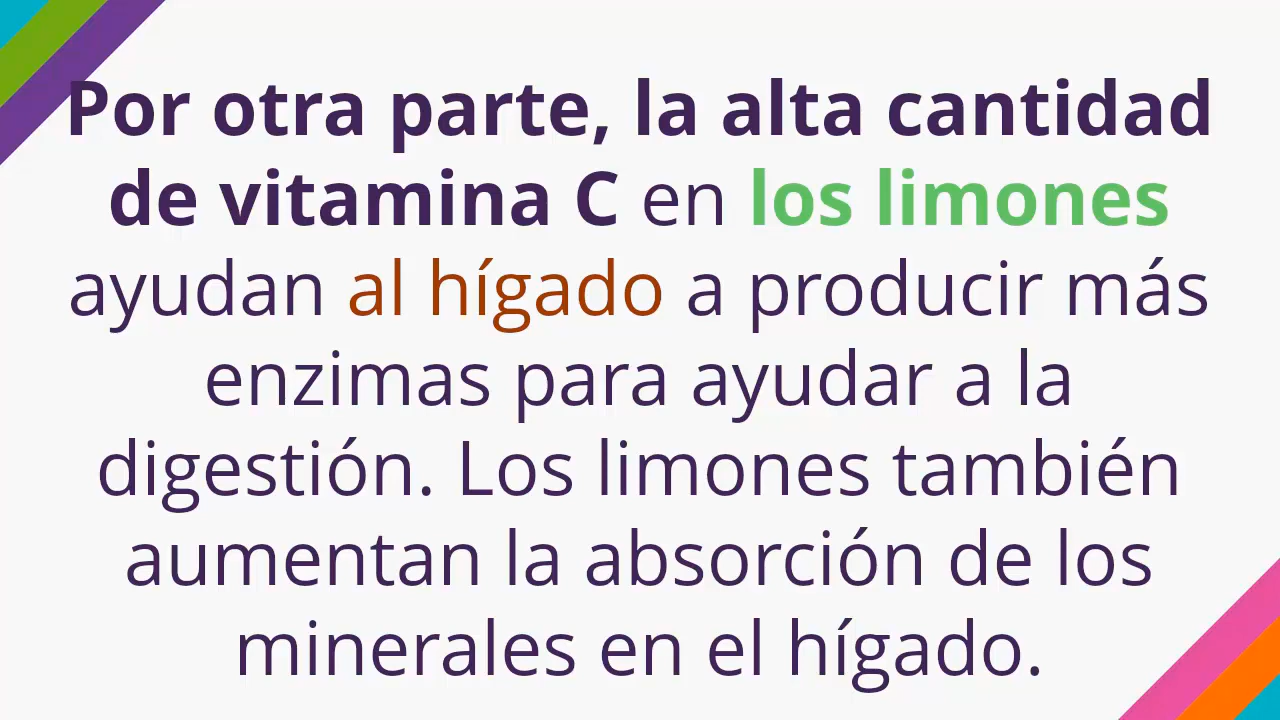 Por otra parte, la alta cantidad
de vitamina C en los limones
ayudan al hígado a producir más
enzimas para ayudar a la
digestión. Los limones también
aumentan la absorción de los
minerales en el hígado.